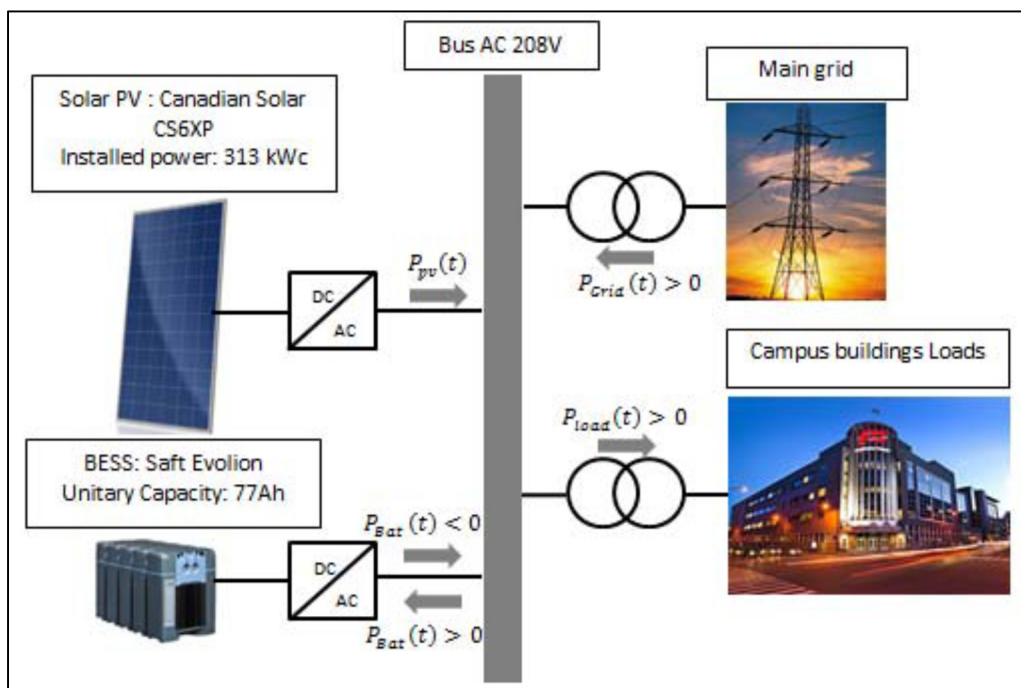 Bus AC 208V
Main grid
Solar PV : Canadian Solar
CS6XP
Installed power: 313 kWc
P_pv(t)
DC
AC
P_Grid(t) > 0
Campus buildings Loads
P_load(t) > 0
BESS: Saft Evolion
Unitary Capacity: 77Ah
P_Bat(t) < 0
DC
AC
P_Bat(t) > 0